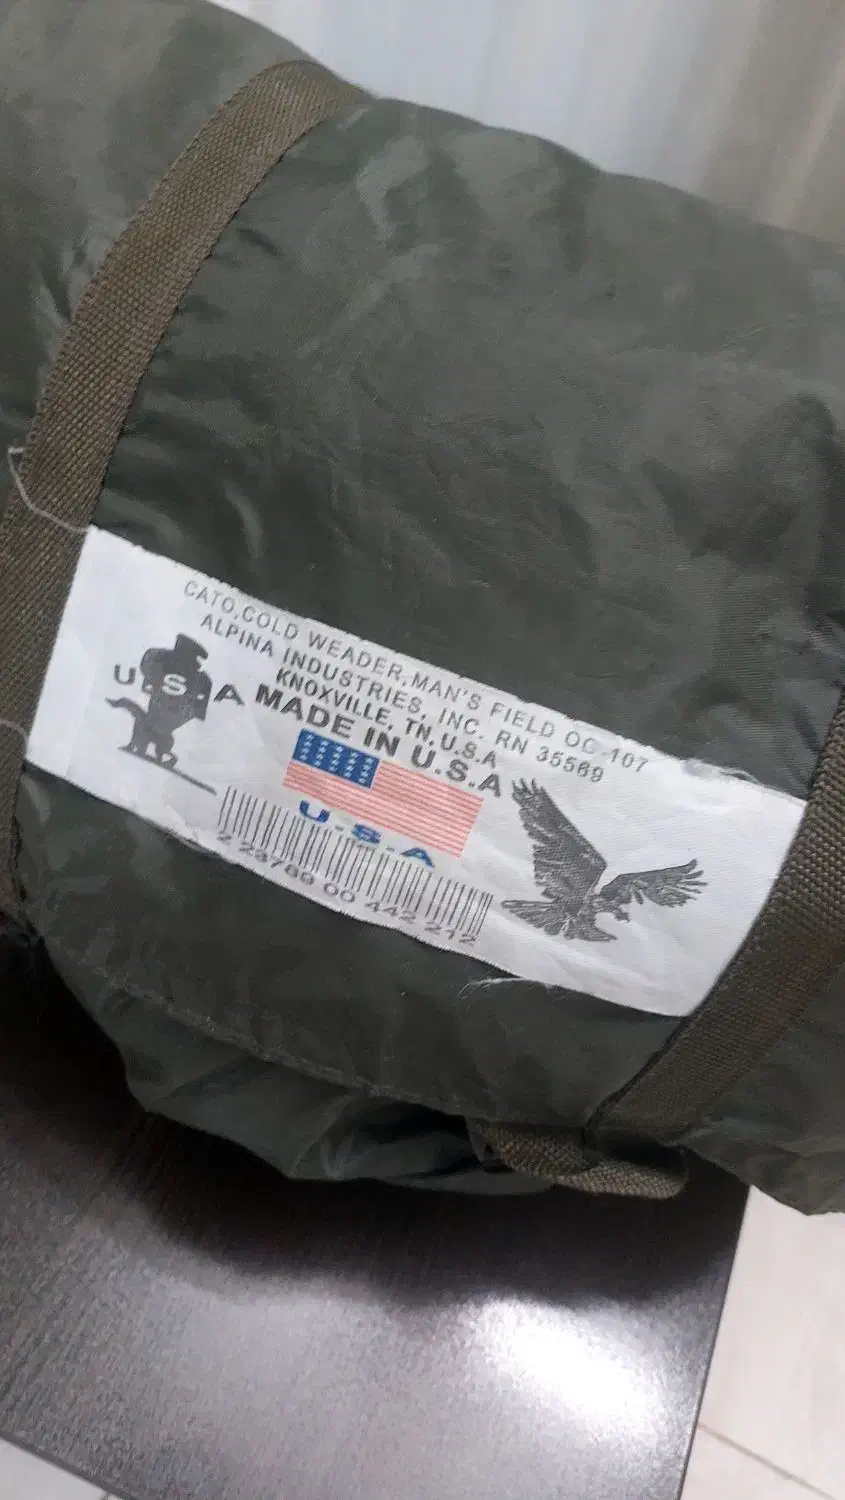 CATO,COLD WEADER,MAN'S FIELD OC-107
ALPINA INDUSTRIES, INC. RN 35569
KNOXVILLE, TN, U.S.A
MADE IN U.S.A
U.S.A
U.S.A
2 23789 00 442 212